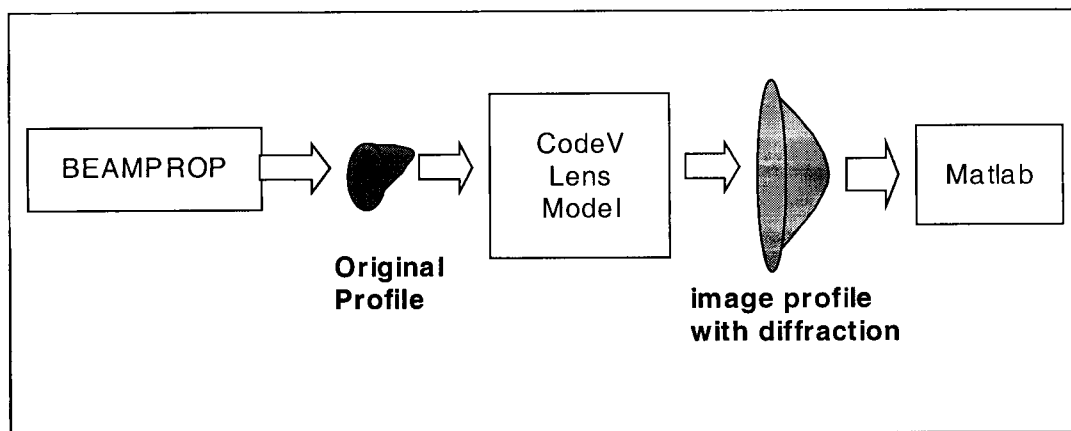 BEAMPROP
Original
Profile
CodeV
Lens
Model
image profile
with diffraction
Matlab